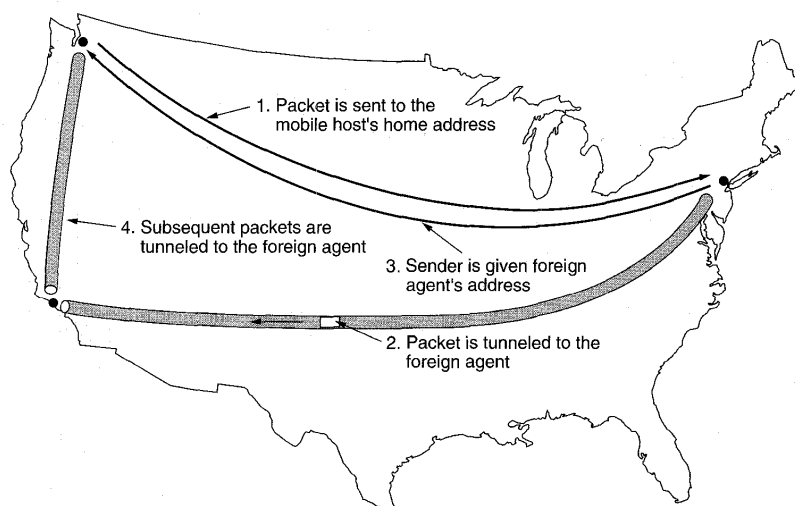 1. Packet is sent to the
mobile host's home address
4. Subsequent packets are
tunneled to the foreign agent
3. Sender is given foreign
agent's address
2. Packet is tunneled to the
foreign agent